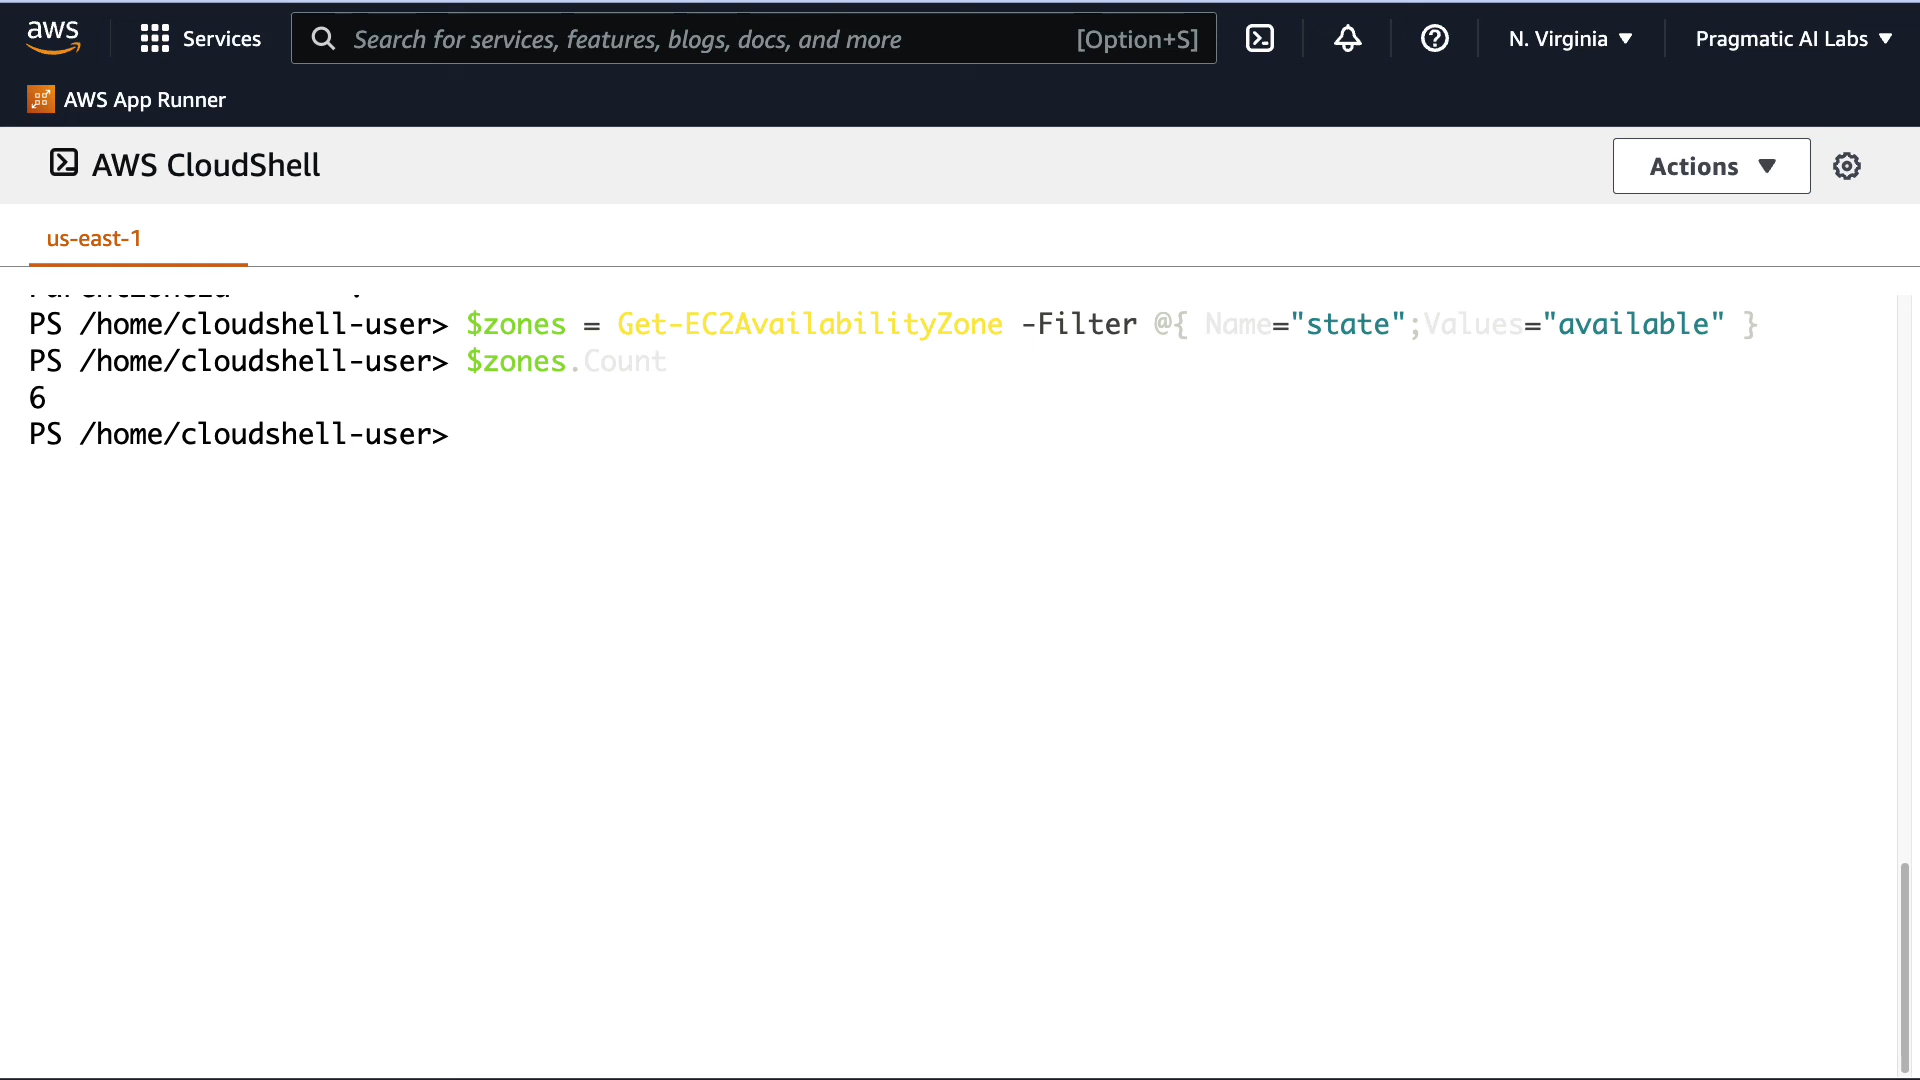 aws
Services
Search for services, features, blogs, docs, and more [Option+S]
N. Virginia ▼
Pragmatic AI Labs ▼
AWS App Runner
AWS CloudShell
Actions ▼
us-east-1
PS /home/cloudshell-user> $zones = Get-EC2AvailabilityZone -Filter @{ Name="state";Values="available" }
PS /home/cloudshell-user> $zones.Count
6
PS /home/cloudshell-user>